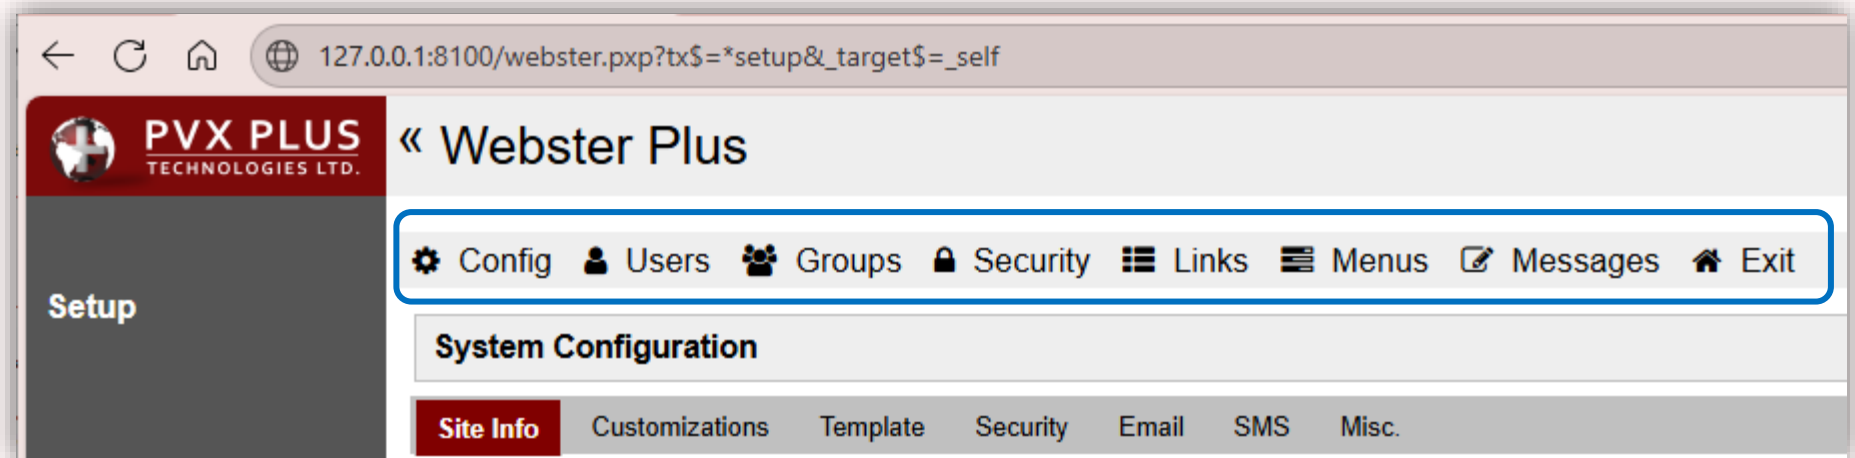 127.0.0.1:8100/webster.pxp?tx$=*setup&_target$=_self
PVX PLUS
TECHNOLOGIES LTD.
« Webster Plus
Config Users Groups Security Links Menus Messages Exit
Setup
System Configuration
Site Info Customizations Template Security Email SMS Misc.